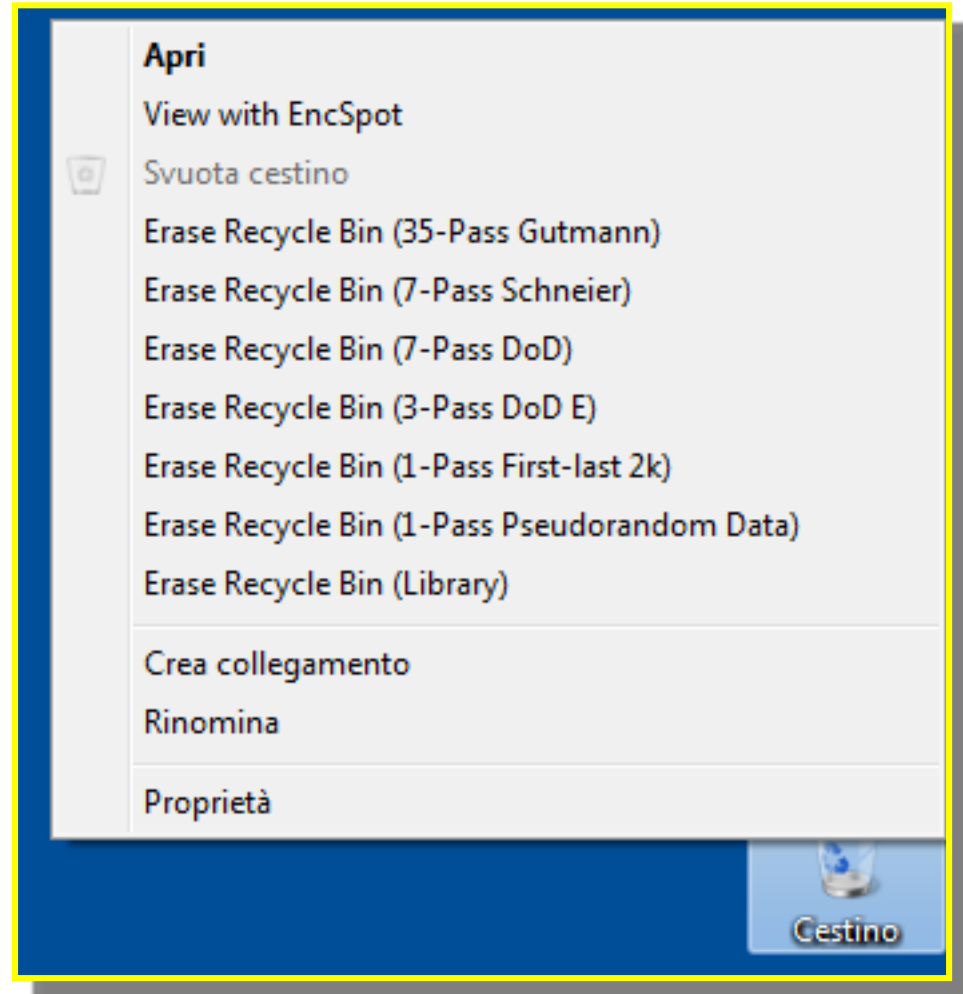 Apri
View with EncSpot
Svuota cestino
Erase Recycle Bin (35-Pass Gutmann)
Erase Recycle Bin (7-Pass Schneier)
Erase Recycle Bin (7-Pass DoD)
Erase Recycle Bin (3-Pass DoD E)
Erase Recycle Bin (1-Pass First-last 2k)
Erase Recycle Bin (1-Pass Pseudorandom Data)
Erase Recycle Bin (Library)
Crea collegamento
Rinomina
Proprietà
Cestino